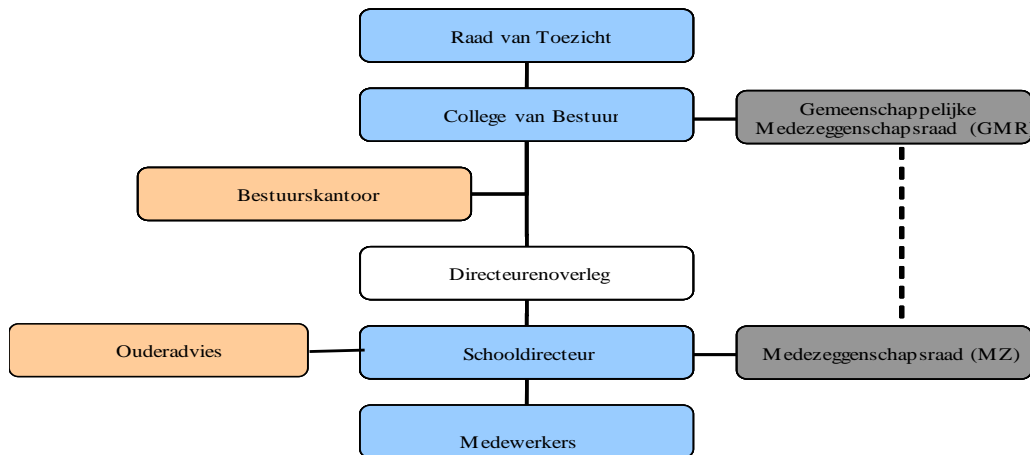 Raad van Toezicht
College van Bestuur
Gemeenschappelijke
Medezeggenschapsraad (GMR)
Bestuurskantoor
Directeurenoverleg
Ouderadvies
Schooldirecteur
Medezeggenschapsraad (MZ)
Medewerkers